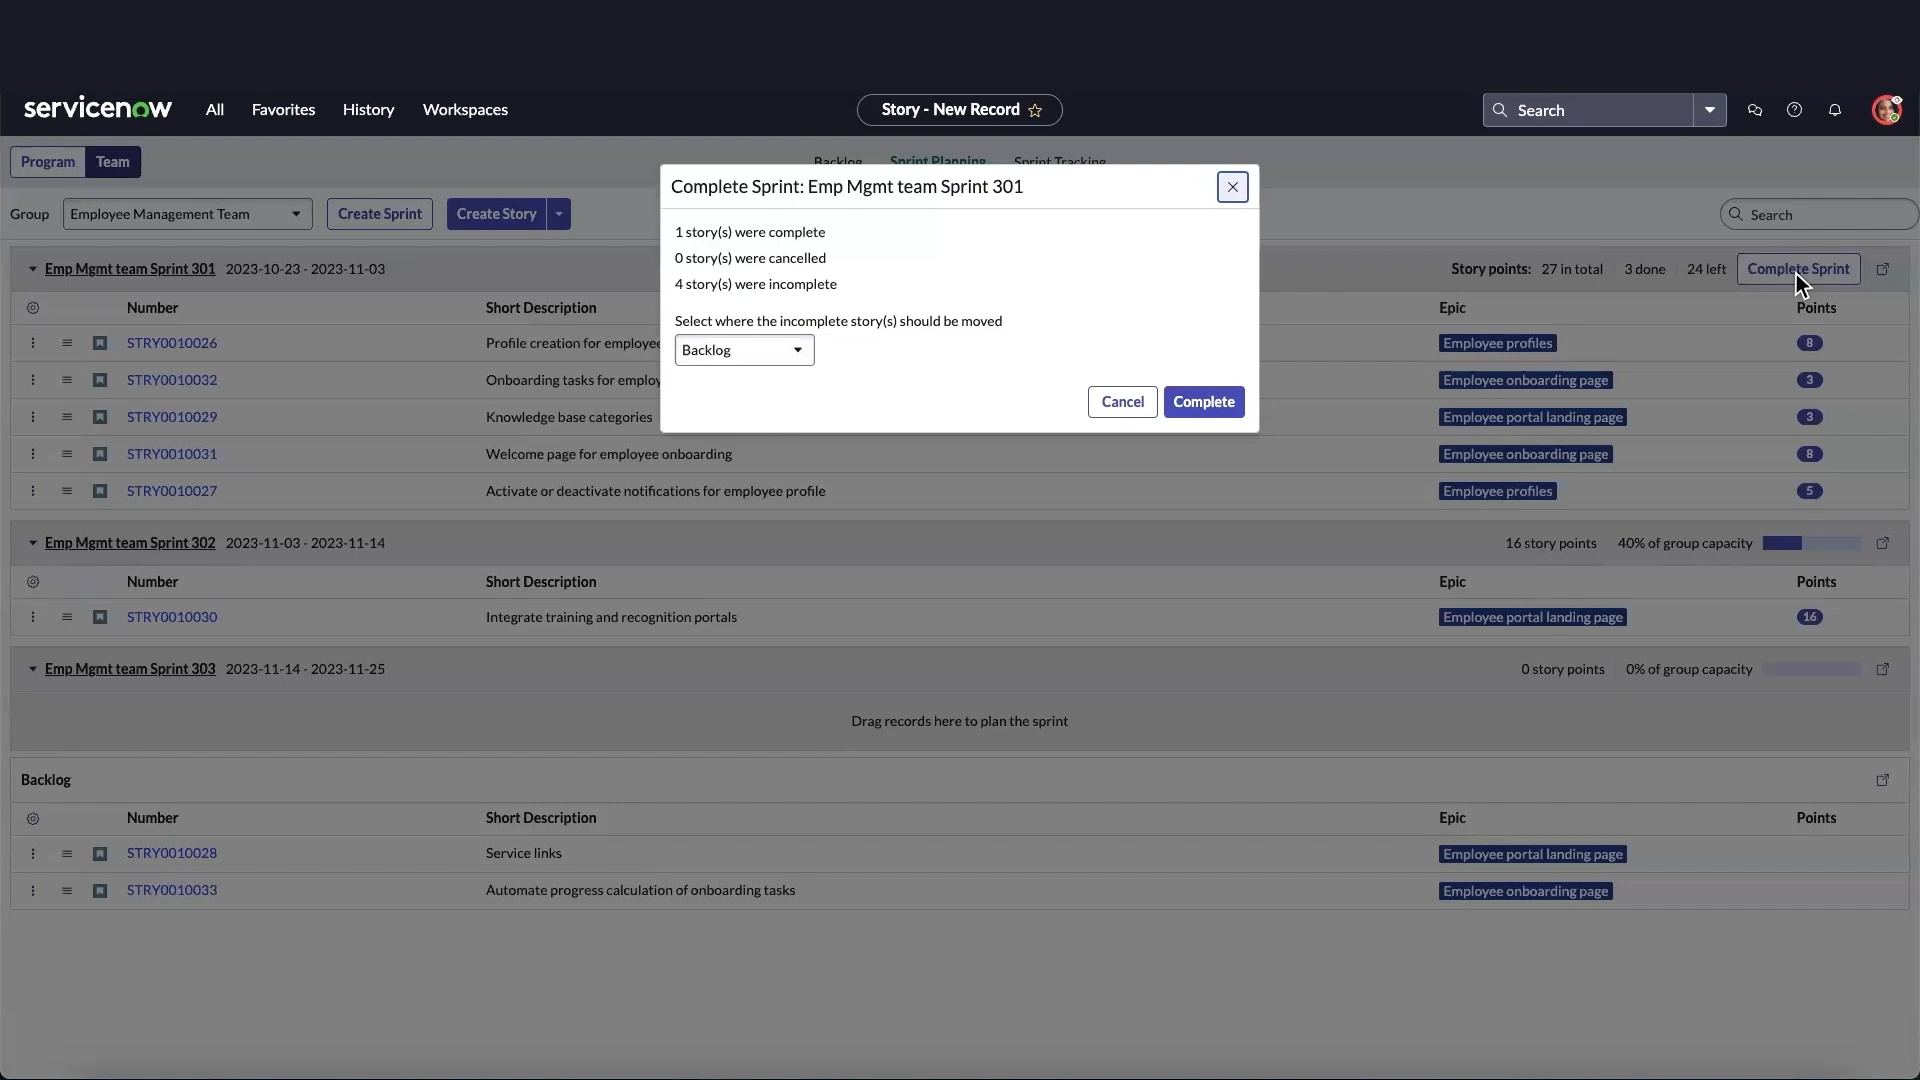 servicenow All Favorites History Workspaces Story - New Record Search
Program Team Backlog Sprint Planning Sprint Tracking
Group Employee Management Team Create Sprint Create Story Search
Complete Sprint: Emp Mgmt team Sprint 301
1 story(s) were complete
0 story(s) were cancelled
4 story(s) were incomplete
Select where the incomplete story(s) should be moved
Backlog
Cancel Complete
Emp Mgmt team Sprint 301 2023-10-23 - 2023-11-03 Story points: 27 in total 3 done 24 left Complete Sprint
Number Short Description Epic Points
STRY0010026 Profile creation for employee Employee profiles 8
STRY0010032 Onboarding tasks for employ Employee onboarding page 3
STRY0010029 Knowledge base categories Employee portal landing page 3
STRY0010031 Welcome page for employee onboarding Employee onboarding page 8
STRY0010027 Activate or deactivate notifications for employee profile Employee profiles 5
Emp Mgmt team Sprint 302 2023-11-03 - 2023-11-14 16 story points 40% of group capacity
Number Short Description Epic Points
STRY0010030 Integrate training and recognition portals Employee portal landing page 16
Emp Mgmt team Sprint 303 2023-11-14 - 2023-11-25 0 story points 0% of group capacity
Drag records here to plan the sprint
Backlog
Number Short Description Epic Points
STRY0010028 Service links Employee portal landing page
STRY0010033 Automate progress calculation of onboarding tasks Employee onboarding page